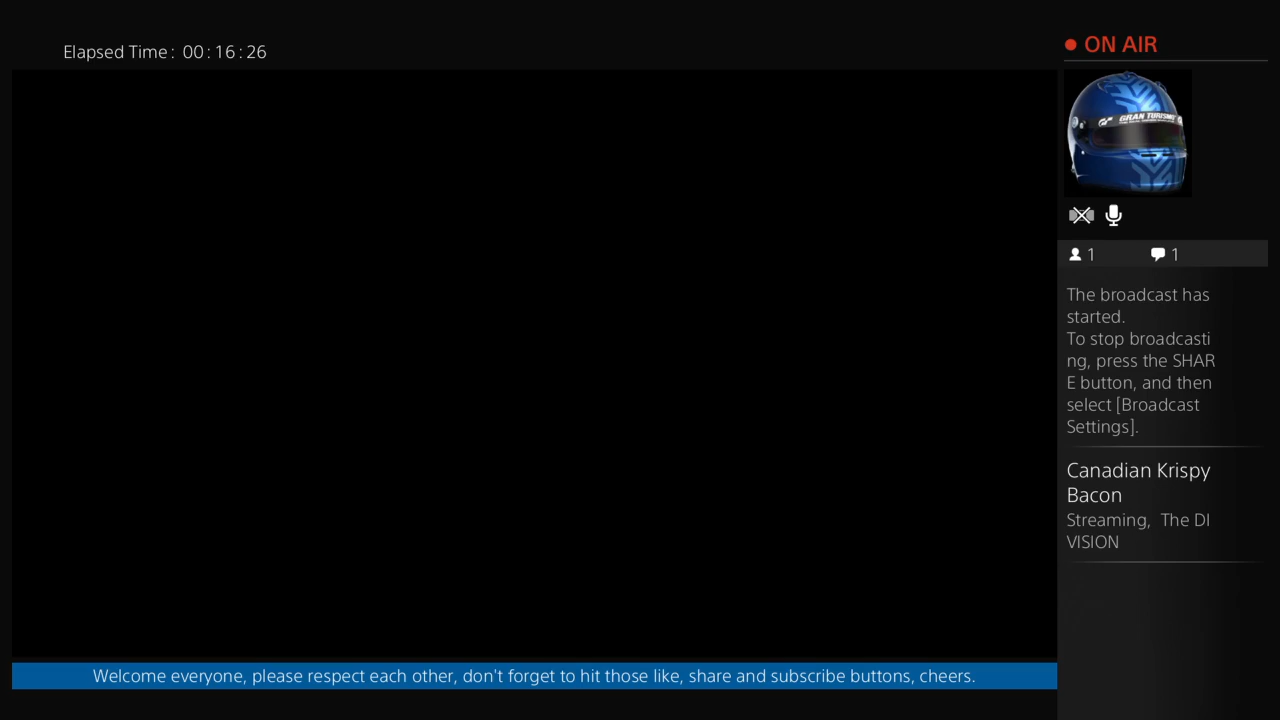 Elapsed Time: 00:16:26
● ON AIR
GRAN TURISMO
1 1
The broadcast has
started.
To stop broadcasti
ng, press the SHAR
E button, and then
select [Broadcast
Settings].
Canadian Krispy
Bacon
Streaming, The DI
VISION
Welcome everyone, please respect each other, don't forget to hit those like, share and subscribe buttons, cheers.